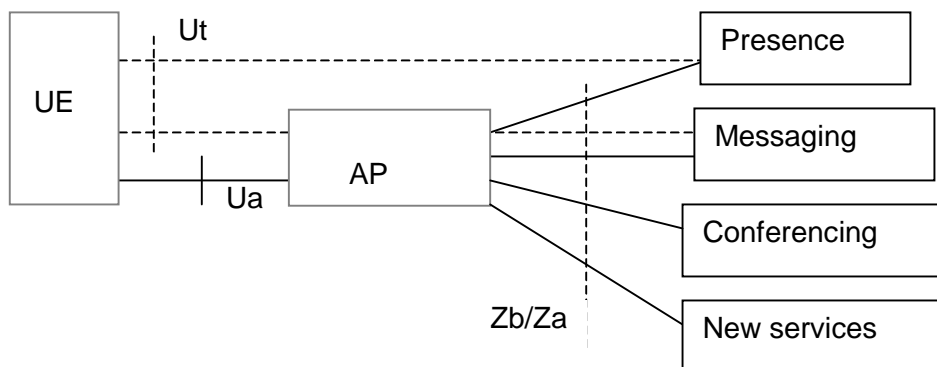 Ut
Presence
UE
Messaging
AP
Ua
Conferencing
Zb/Za
New services